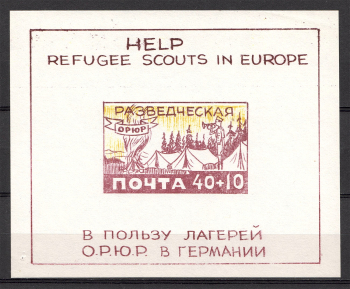 HELP
REFUGEE SCOUTS IN EUROPE
РАЗВЕДЧЕСКАЯ
ОРЮР
ПОЧТА 40+10
В ПОЛЬЗУ ЛАГЕРЕЙ
О.Р.Ю.Р. В ГЕРМАНИИ